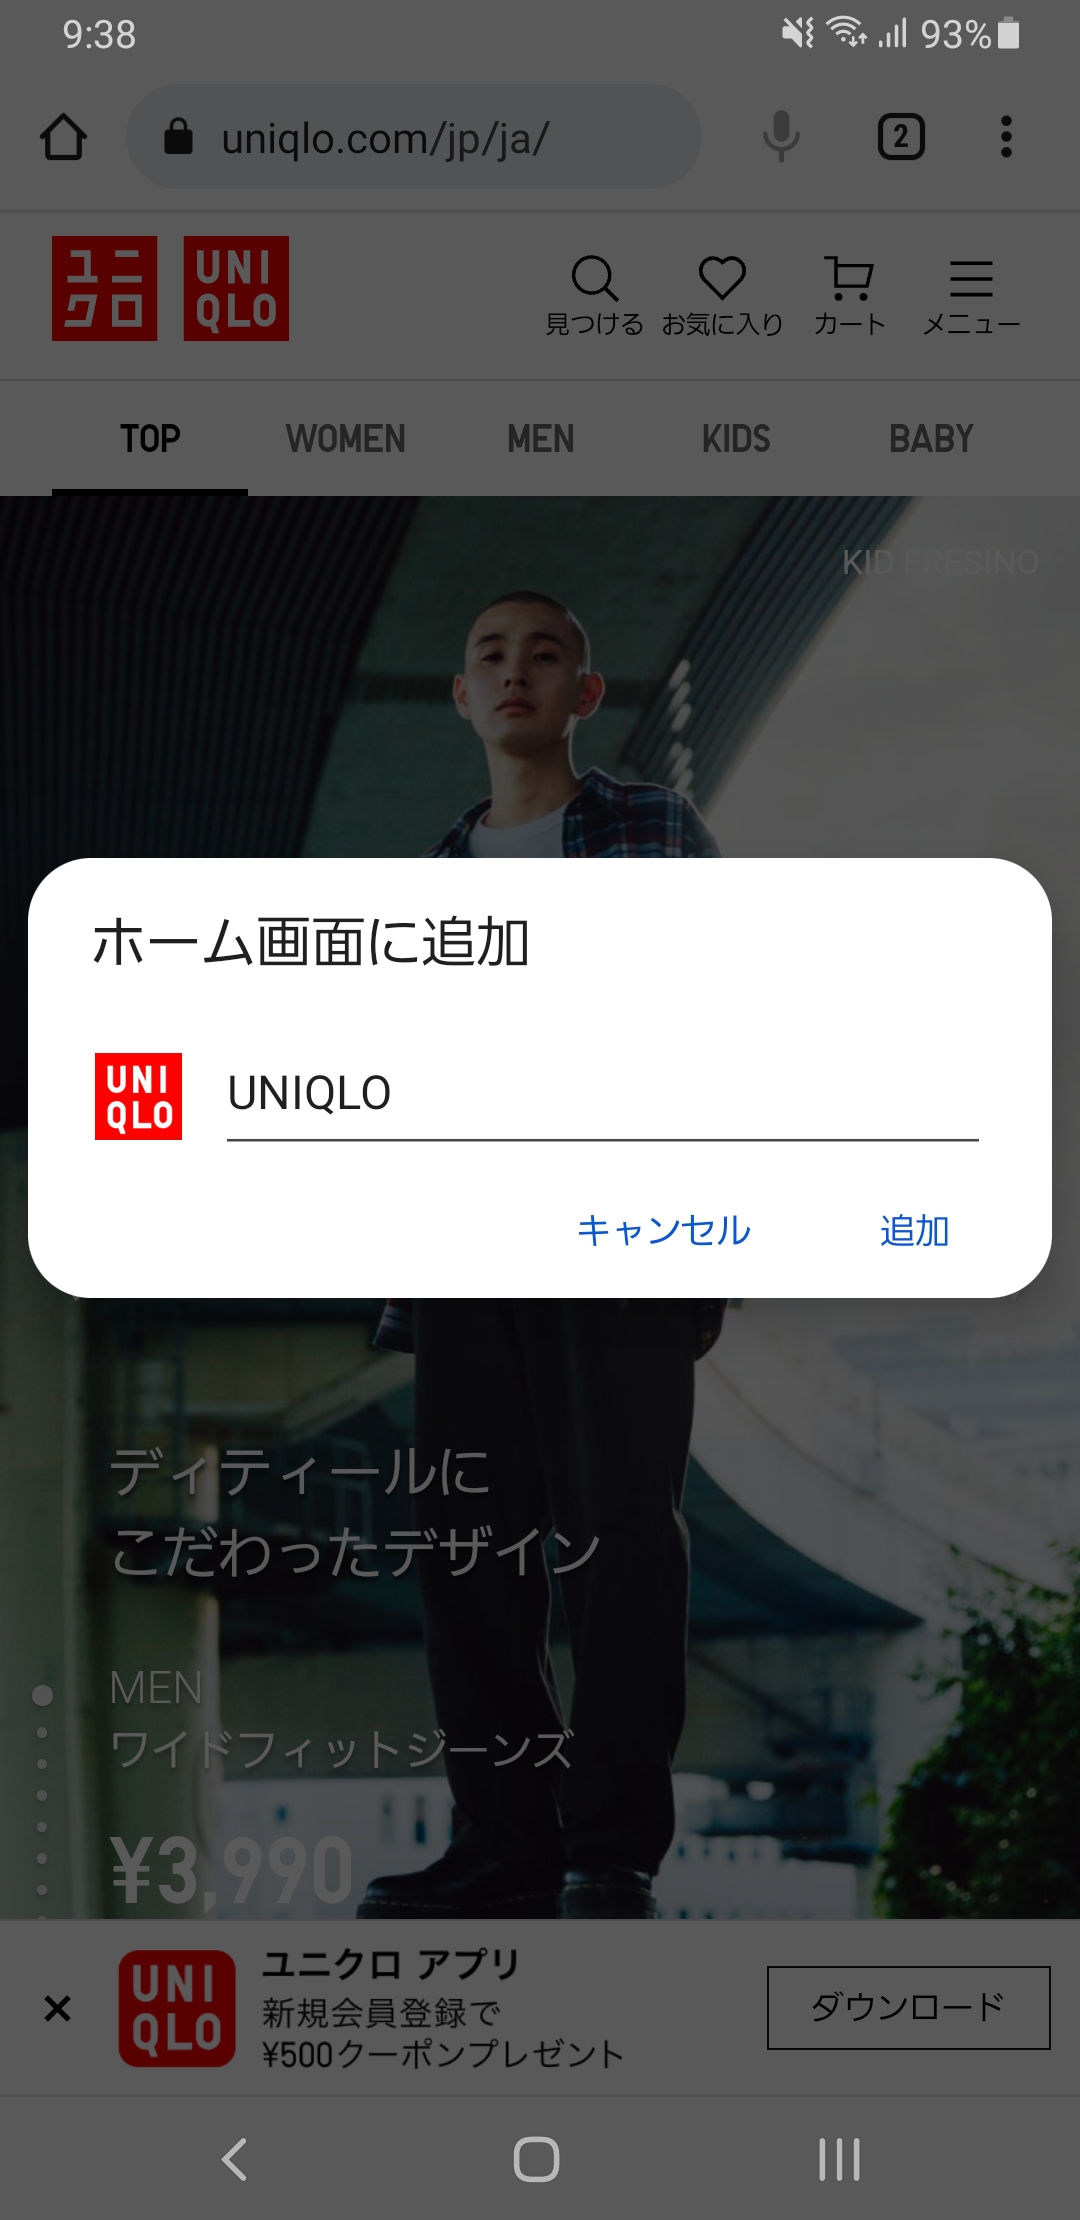 9:38
93%
uniqlo.com/jp/ja/
2
ユニクロ
UNIQLO
見つける お気に入り カート メニュー
TOP WOMEN MEN KIDS BABY
KID FRESINO
ホーム画面に追加
UNI
QLO
UNIQLO
キャンセル 追加
ディティールに
こだわったデザイン
MEN
ワイドフィットジーンズ
¥3,990
UNI
QLO
ユニクロ アプリ
新規会員登録で
¥500クーポンプレゼント
ダウンロード